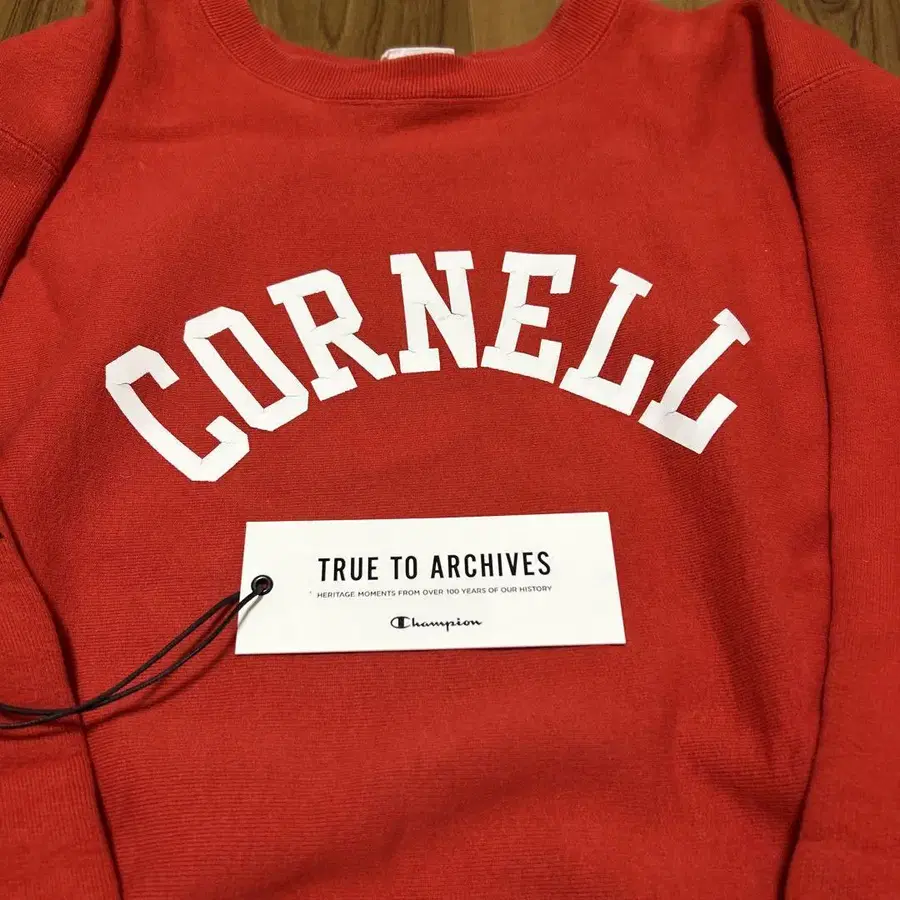 CORNELL
TRUE TO ARCHIVES
HERITAGE MOMENTS FROM OVER 100 YEARS OF OUR HISTORY
Champion